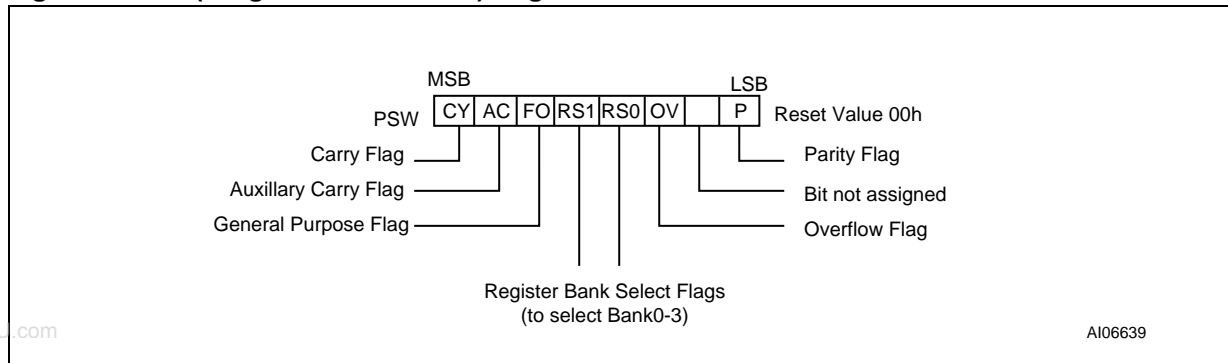 MSB
LSB
PSW CY AC FO RS1 RS0 OV P Reset Value 00h
Carry Flag
Parity Flag
Auxillary Carry Flag
Bit not assigned
General Purpose Flag
Overflow Flag
Register Bank Select Flags
(to select Bank0-3)
.com
AI06639